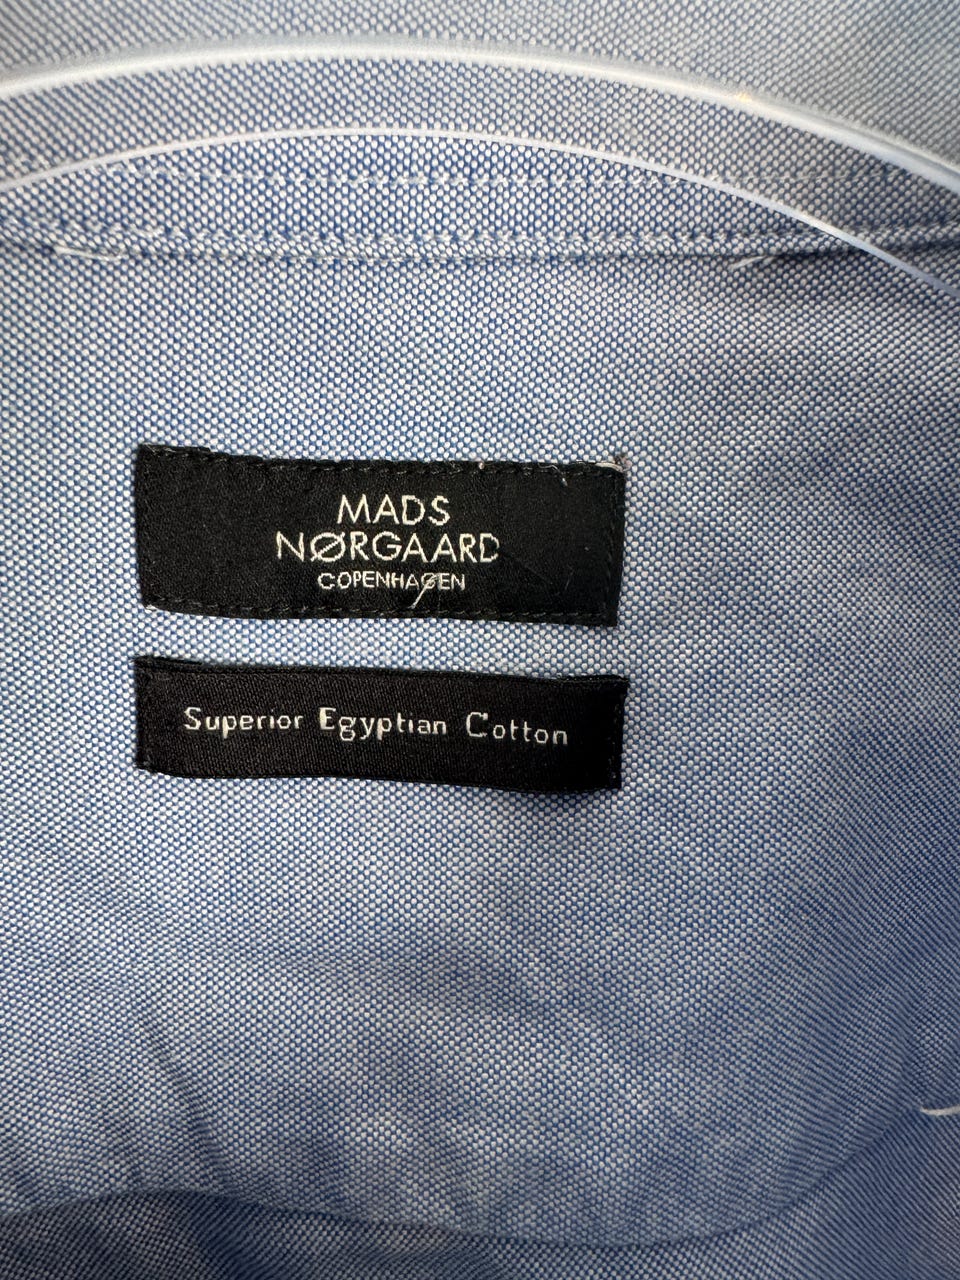 MADS
NØRGAARD
COPENHAGEN
Superior Egyptian Cotton